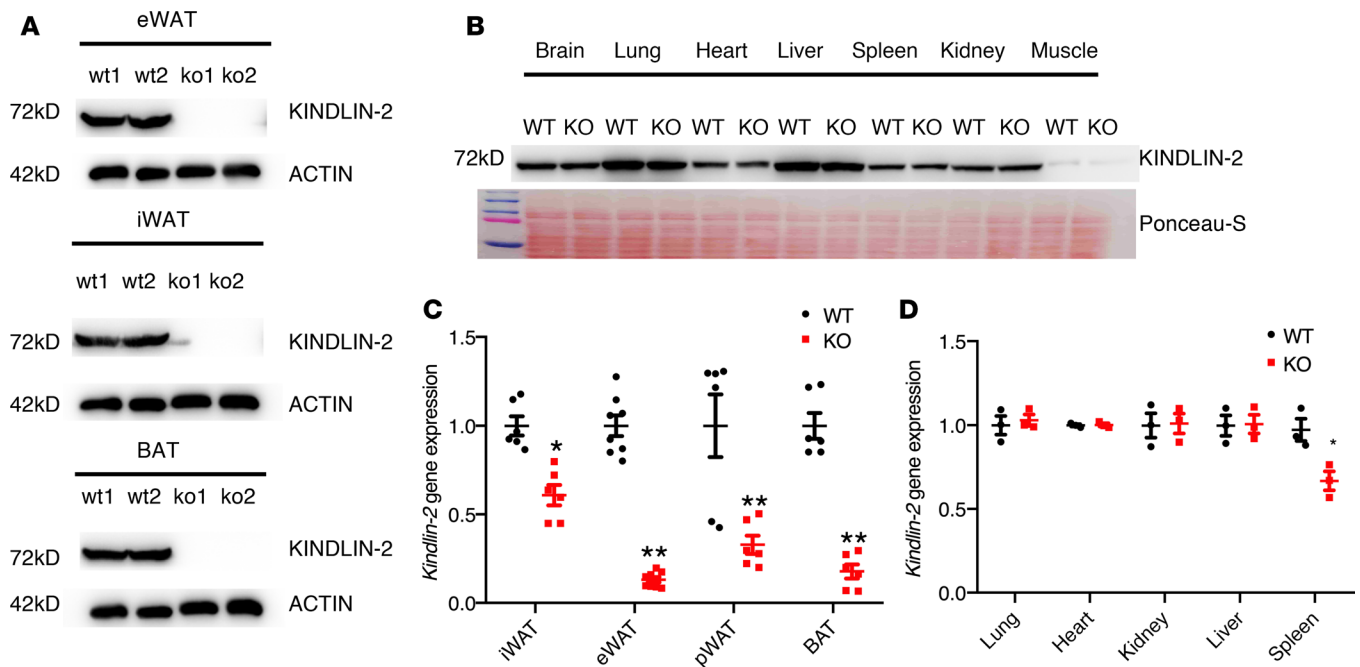 A
eWAT
wt1 wt2 ko1 ko2
72kD
KINDLIN-2
42kD
ACTIN
iWAT
wt1 wt2 ko1 ko2
72kD
KINDLIN-2
42kD
ACTIN
BAT
wt1 wt2 ko1 ko2
72kD
KINDLIN-2
42kD
ACTIN
B
Brain Lung Heart Liver Spleen Kidney Muscle
WT KO WT KO WT KO WT KO WT KO WT KO WT KO
72kD
KINDLIN-2
Ponceau-S
C
WT
KO
Kindlin-2 gene expression
1.5
1.0
0.5
0.0
*
**
**
**
iWAT
eWAT
pWAT
BAT
D
WT
KO
Kindlin-2 gene expression
1.5
1.0
0.5
0.0
*
Lung
Heart
Kidney
Liver
Spleen